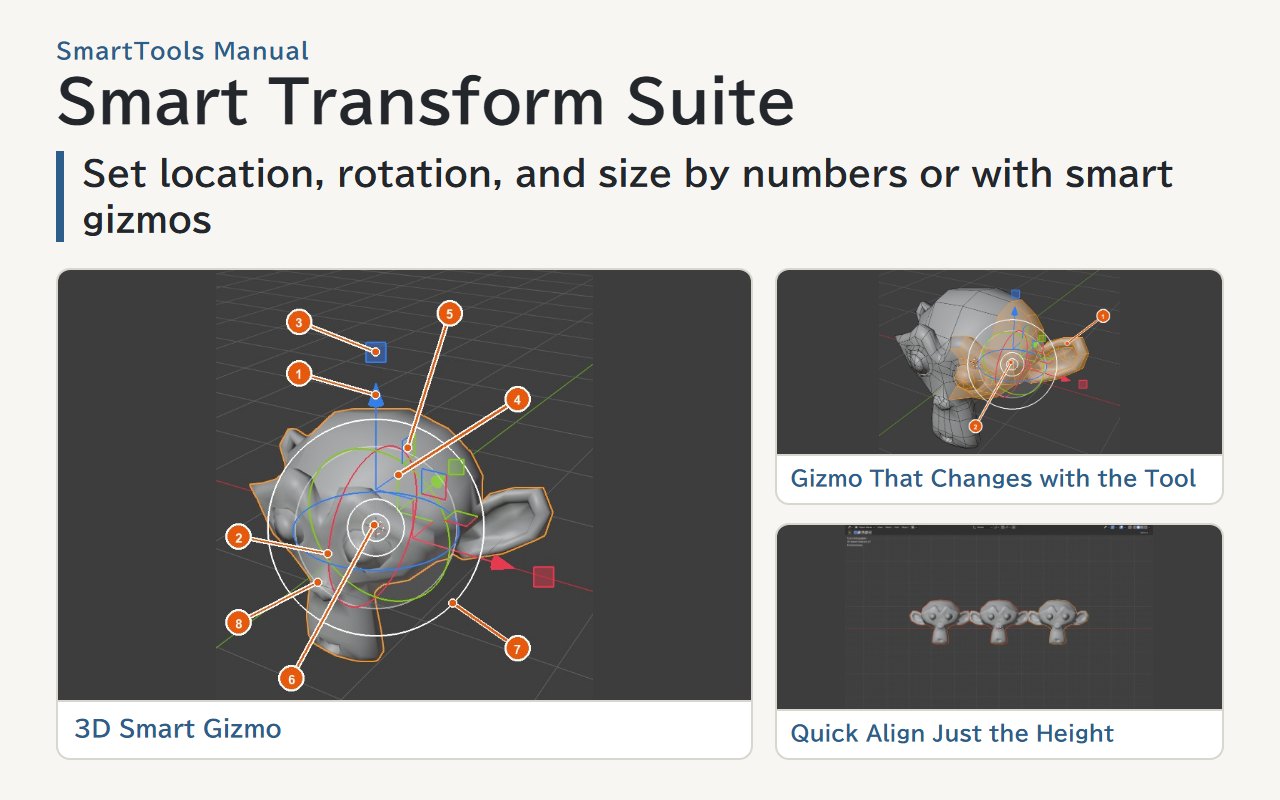 SmartTools Manual
Smart Transform Suite
Set location, rotation, and size by numbers or with smart
gizmos
3
5
1
4
2
8
6
7
3D Smart Gizmo
1
2
Gizmo That Changes with the Tool
Quick Align Just the Height